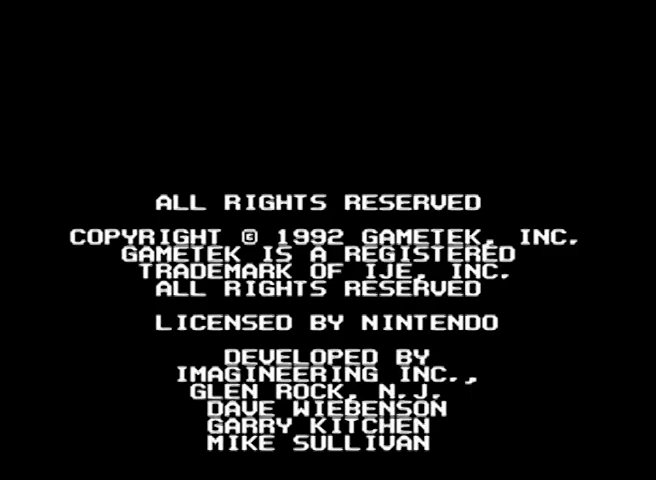 ALL RIGHTS RESERVED
COPYRIGHT © 1992 GAMETEK, INC.
GAMETEK IS A REGISTERED
TRADEMARK OF IJE, INC.
ALL RIGHTS RESERVED
LICENSED BY NINTENDO
DEVELOPED BY
IMAGINEERING INC.,
GLEN ROCK, N.J.
DAVE WIEBENSON
GARRY KITCHEN
MIKE SULLIVAN